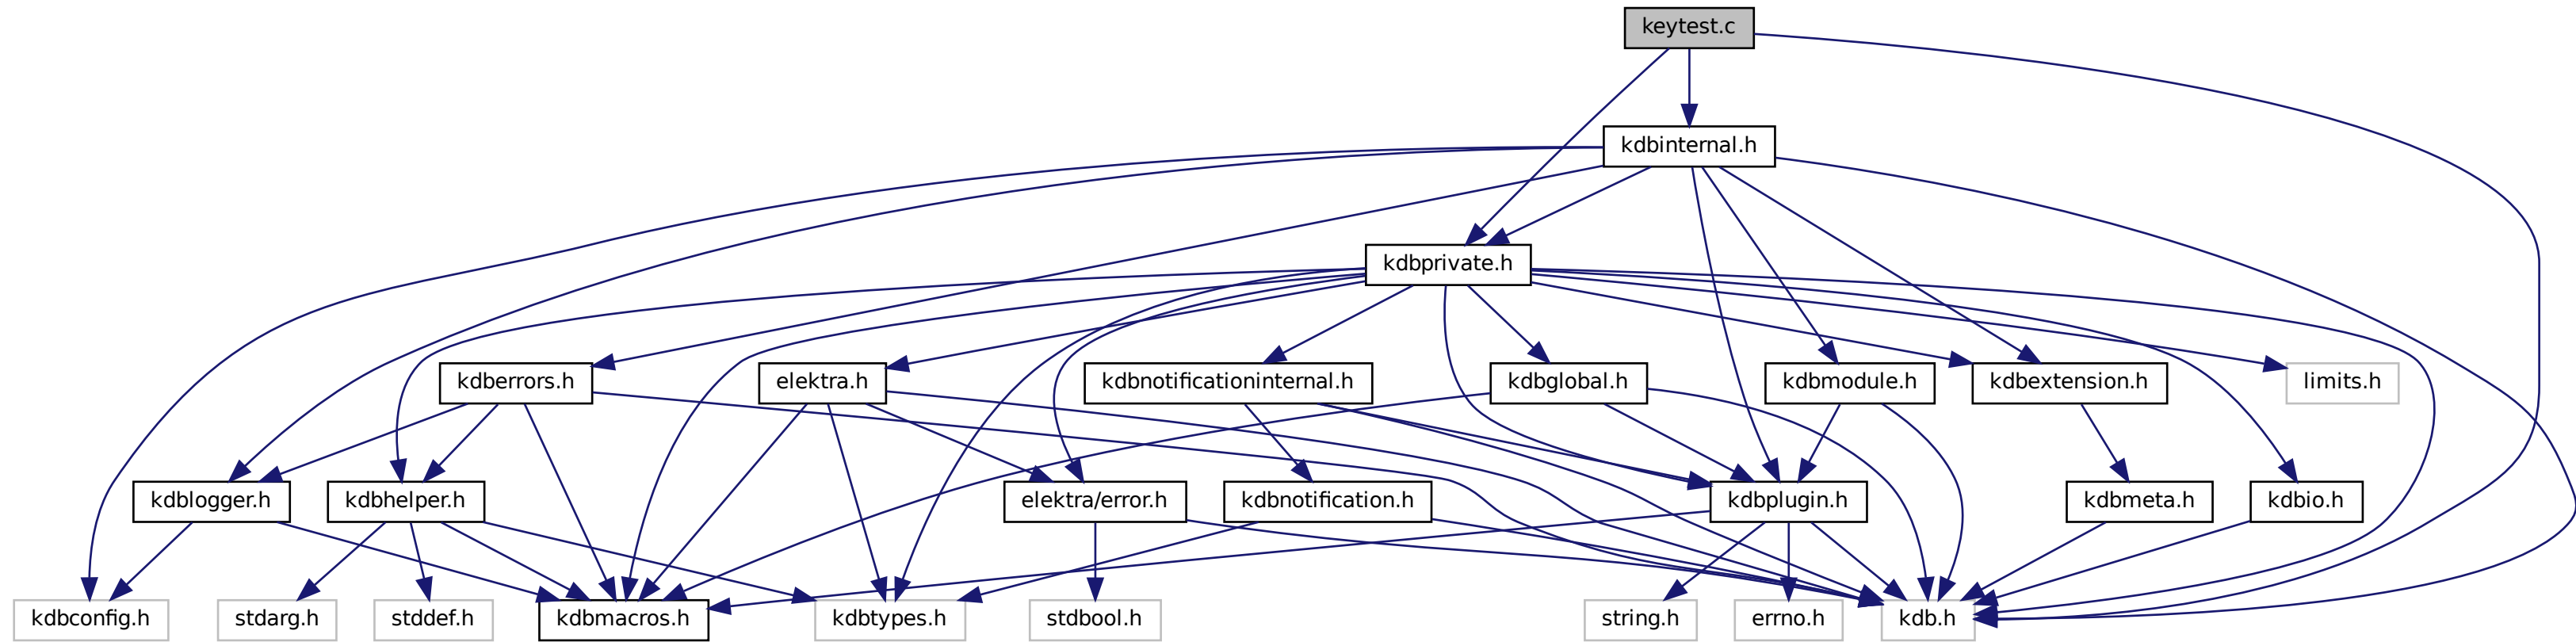 keytest.c
kdbinternal.h
kdbprivate.h
kdberrors.h
elektra.h
kdbnotificationinternal.h
kdbglobal.h
kdbmodule.h
kdbextension.h
limits.h
kdblogger.h
kdbhelper.h
elektra/error.h
kdbnotification.h
kdbplugin.h
kdbmeta.h
kdbio.h
kdbconfig.h
stdarg.h
stddef.h
kdbmacros.h
kdbtypes.h
stdbool.h
string.h
errno.h
kdb.h